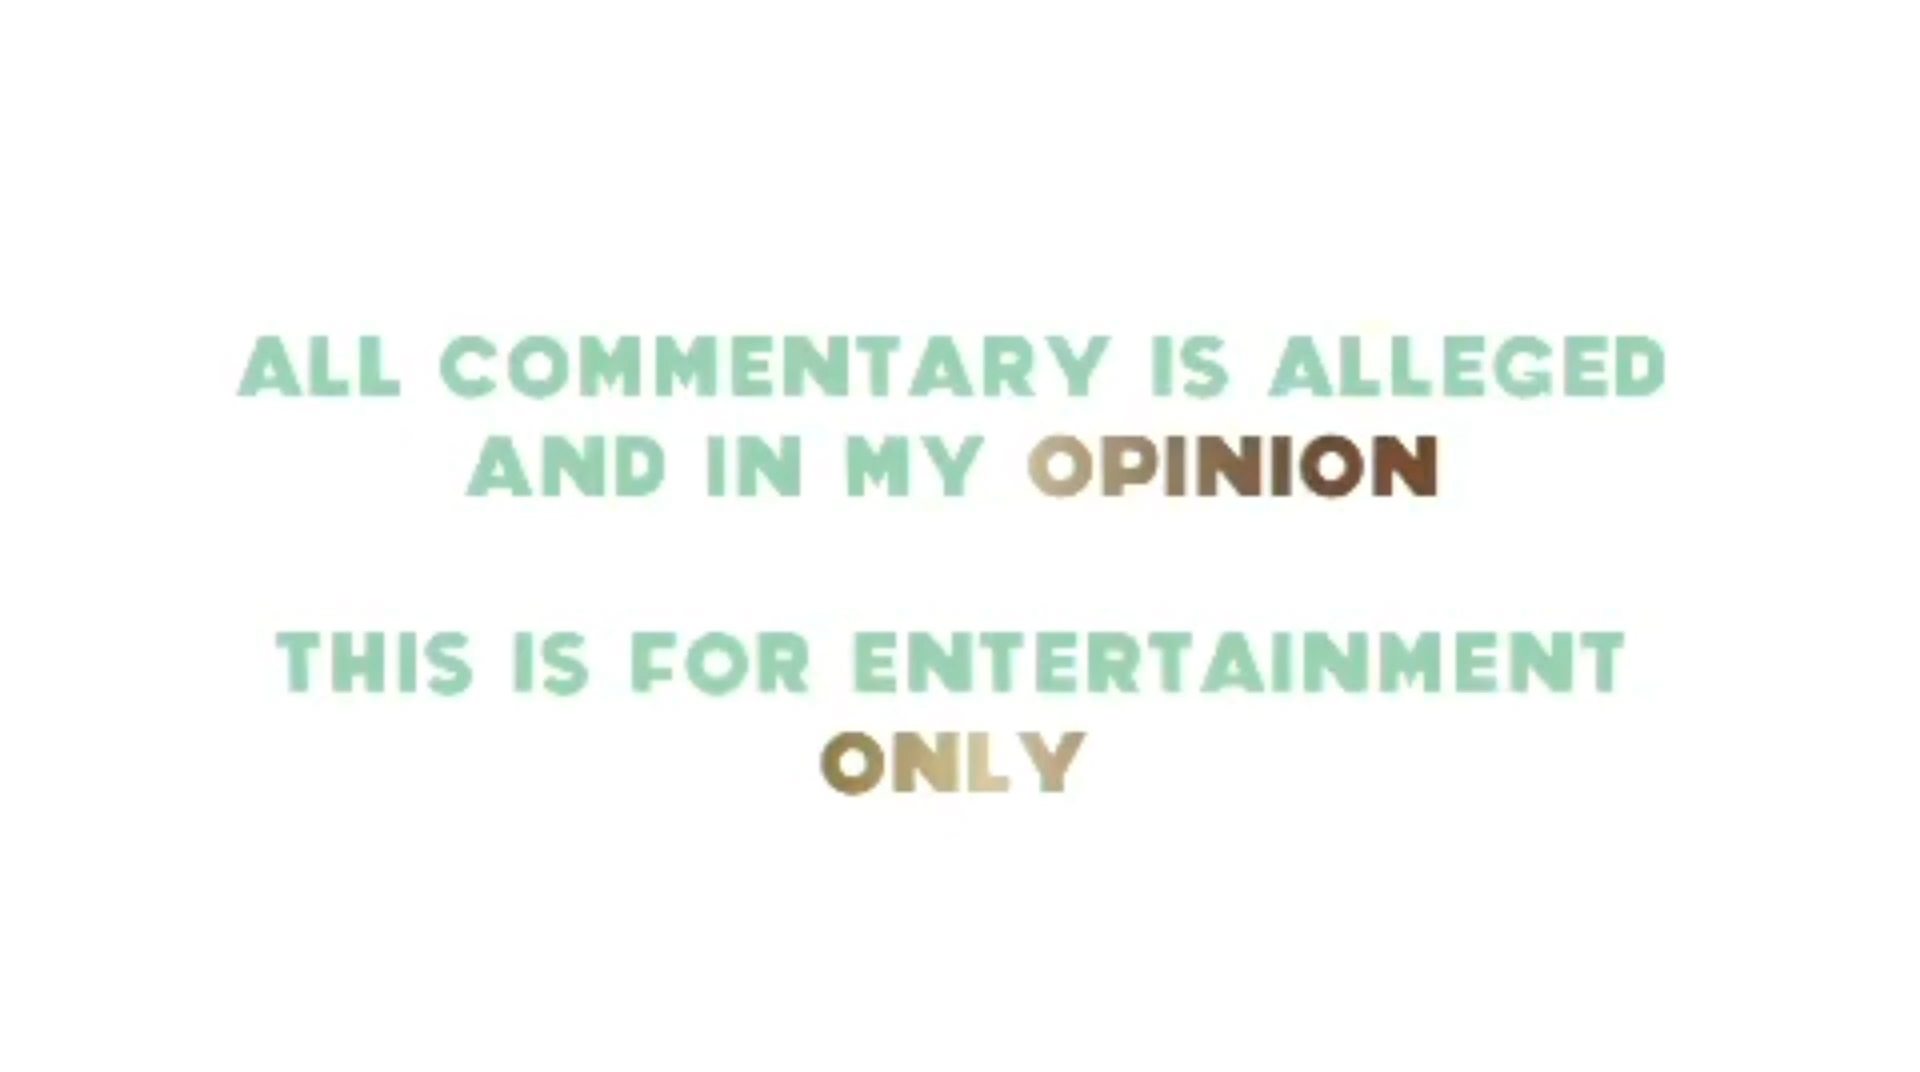 ALL COMMENTARY IS ALLEGED
AND IN MY OPINION
THIS IS FOR ENTERTAINMENT
ONLY